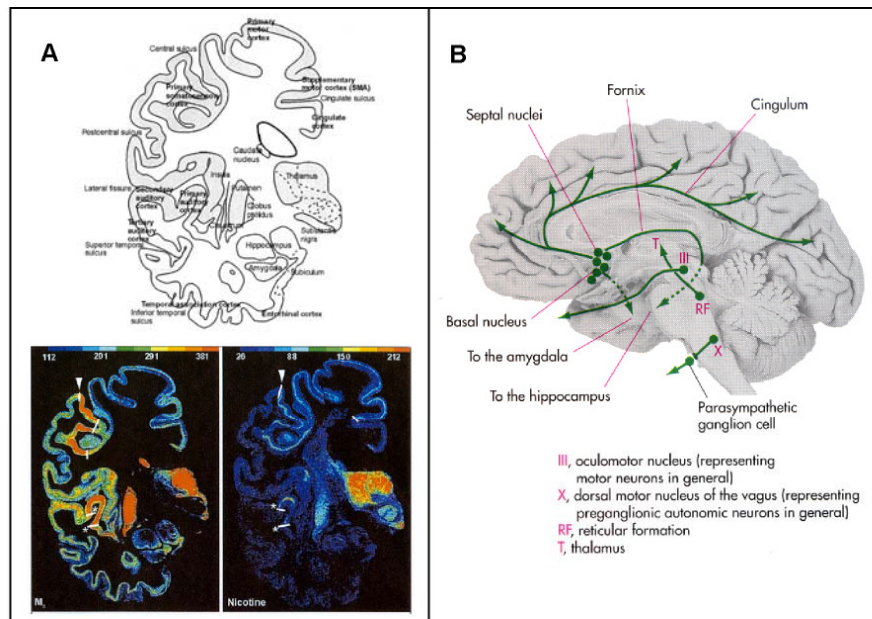 A
Primary
motor
cortex
Central sulcus
Supplementary
motor cortex (SMA)
Cingulate sulcus
Cingulate
cortex
Primary
somatosensory
cortex
Postcentral sulcus
Caudate
nucleus
Insula
Thalamus
Lateral fissure
Secondary
auditory
cortex
Primary
auditory
cortex
Putamen
Globus
pallidus
Claustrum
Tertiary
auditory cortex
Substantia
nigra
Superior temporal
sulcus
Hippocampus
Amygdala
Subiculum
Temporal association cortex
Inferior temporal
sulcus
Entorhinal cortex
112 201 291 381
26 88 150 212
*
*
*
*
Nicotine
B
Fornix
Septal nuclei
Cingulum
T
III
Basal nucleus
RF
To the amygdala
X
To the hippocampus
Parasympathetic
ganglion cell
III, oculomotor nucleus (representing
motor neurons in general)
X, dorsal motor nucleus of the vagus (representing
preganglionic autonomic neurons in general)
RF, reticular formation
T, thalamus